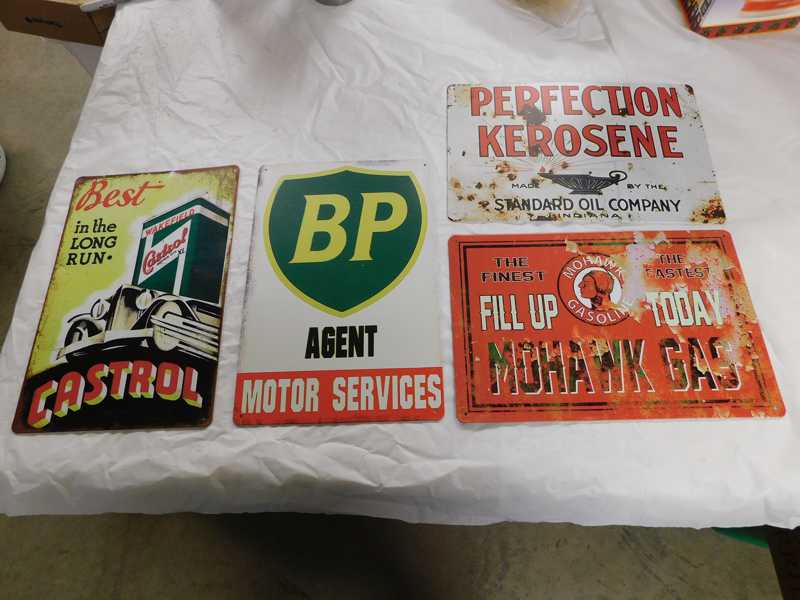 Best
in the
LONG
RUN•
WAKEFIELD
Castrol
XL
CASTROL
BP
AGENT
MOTOR SERVICES
PERFECTION
KEROSENE
MADE BY THE
STANDARD OIL COMPANY
INDIANA
THE FINEST
MOHAWK
GASOLINE
THE FASTEST
FILL UP TODAY
MOHAWK GAS